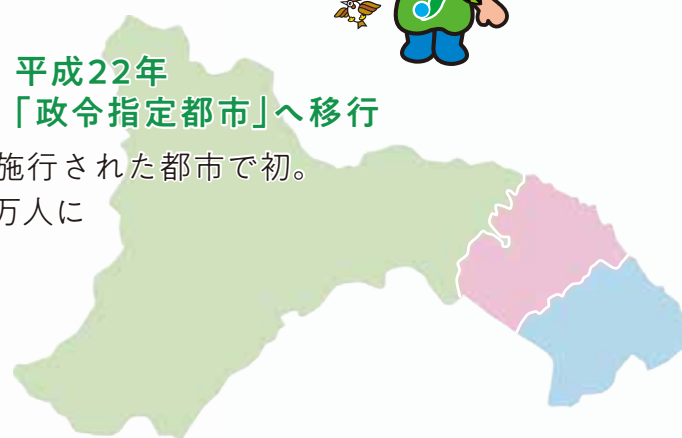 平成22年
「政令指定都市」へ移行
施行された都市で初。
万人に